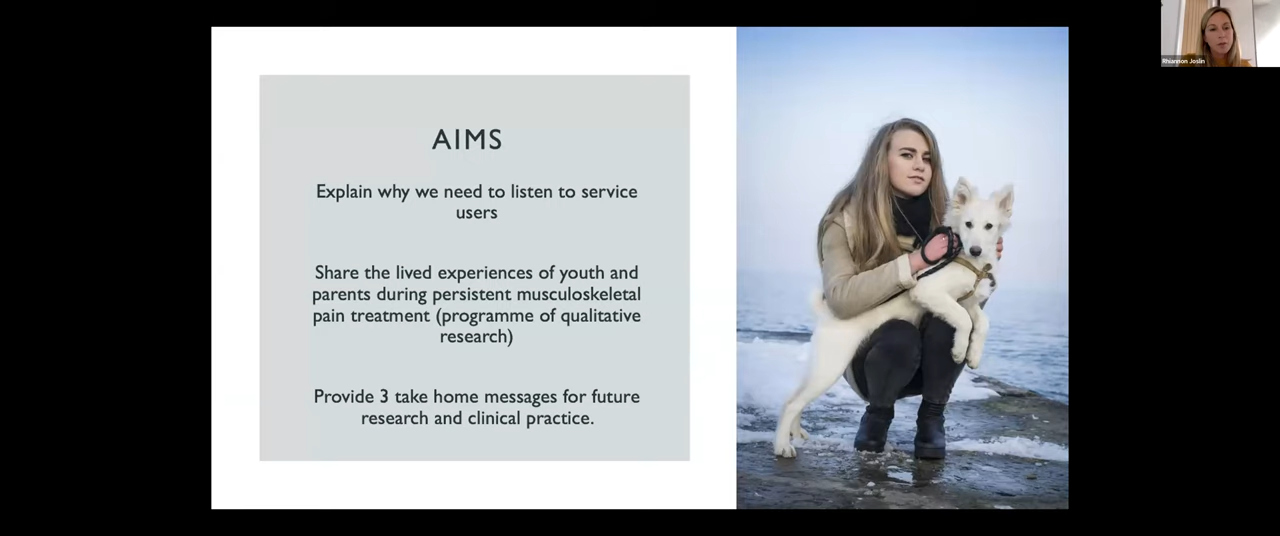 AIMS
Explain why we need to listen to service
users
Share the lived experiences of youth and
parents during persistent musculoskeletal
pain treatment (programme of qualitative
research)
Provide 3 take home messages for future
research and clinical practice.
Rhiannon Joslin